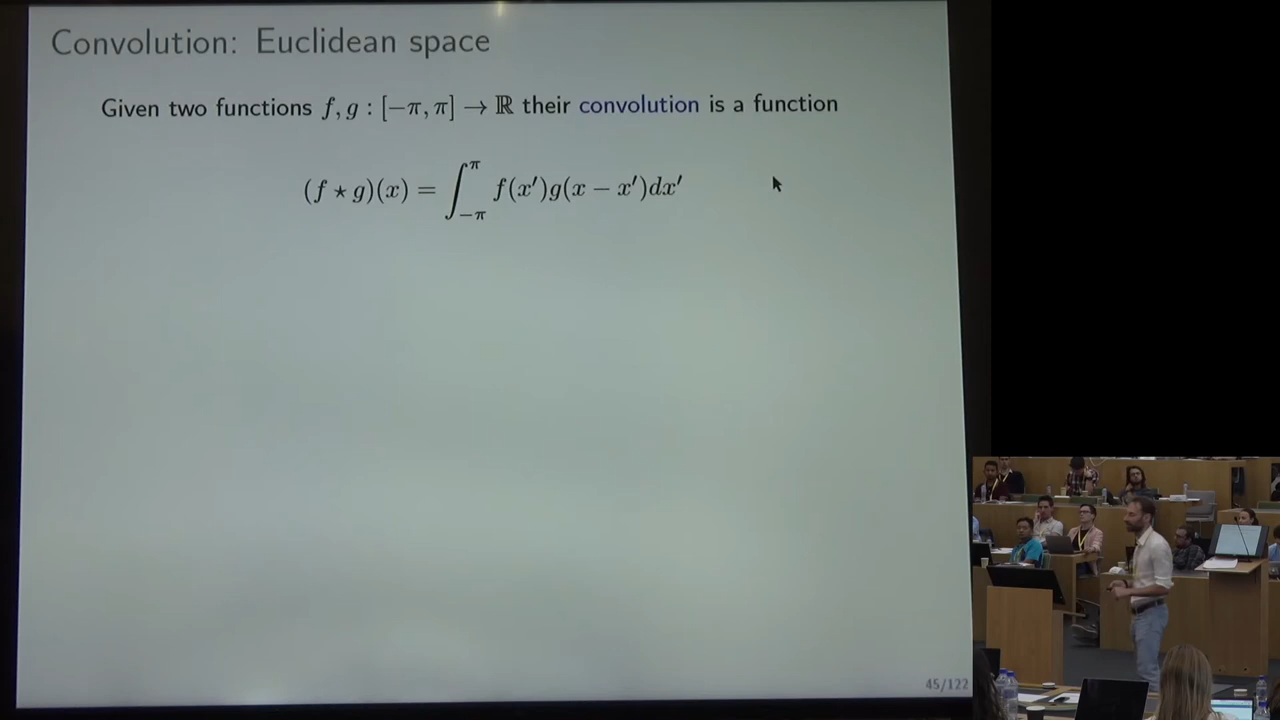 Convolution: Euclidean space
Given two functions f, g : [−π, π] → ℝ their convolution is a function
(f ⋆ g)(x) = ∫_{−π}^{π} f(x′)g(x − x′)dx′
45/122